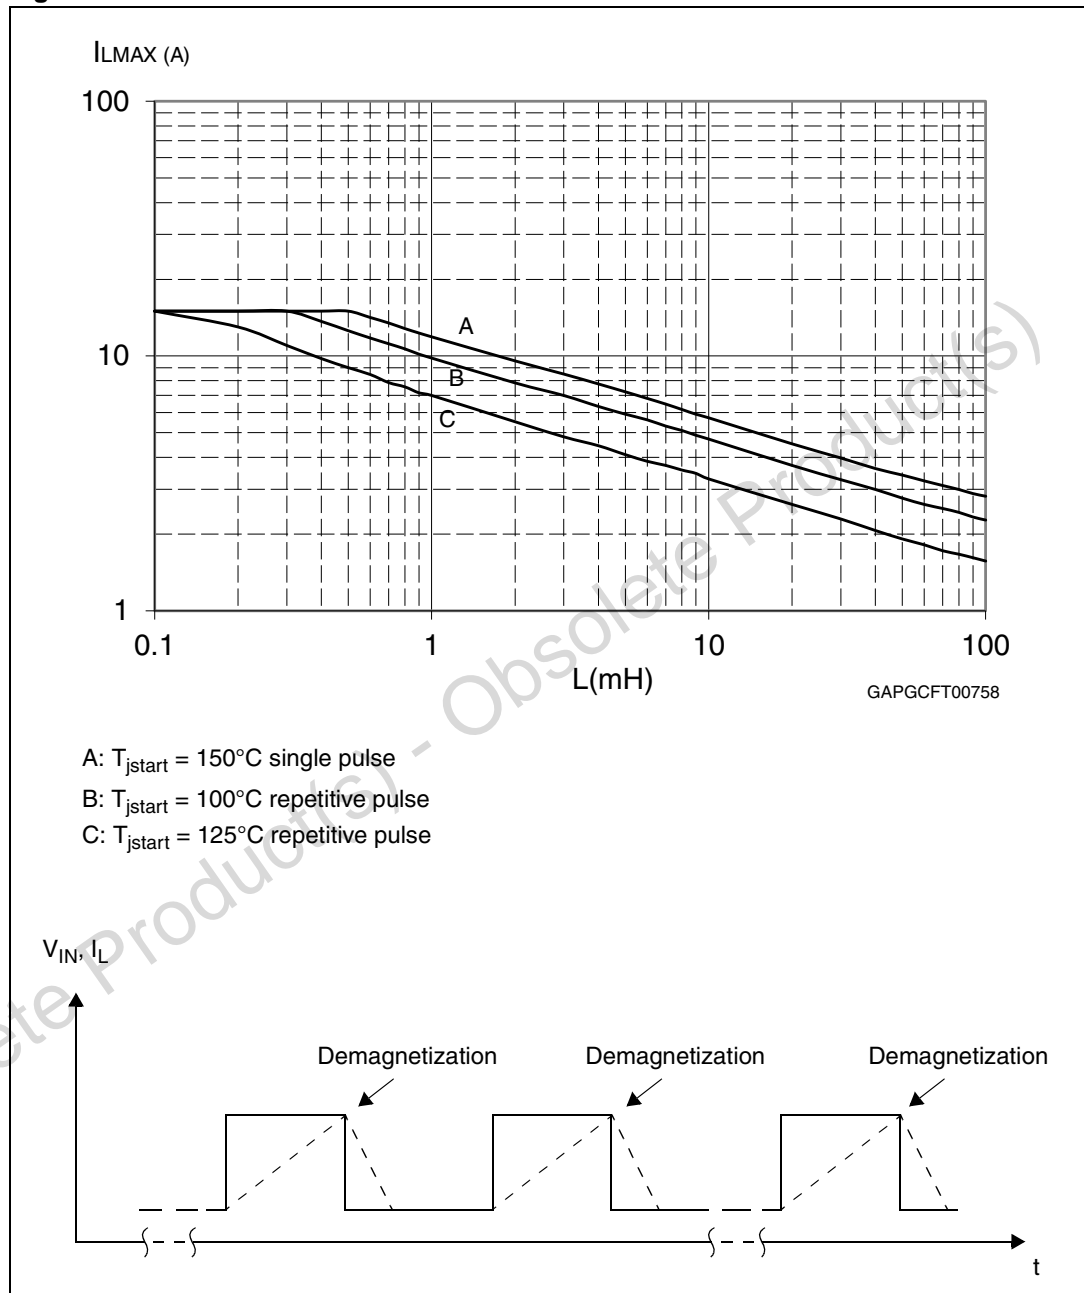 ILMAX (A)
100
10
1
A
B
C
0.1 1 10 100
L(mH)
GAPGCFT00758
A: Tjstart = 150°C single pulse
B: Tjstart = 100°C repetitive pulse
C: Tjstart = 125°C repetitive pulse
VIN, IL
Demagnetization Demagnetization Demagnetization
t
ete Product(s) - Obsolete Product(s)